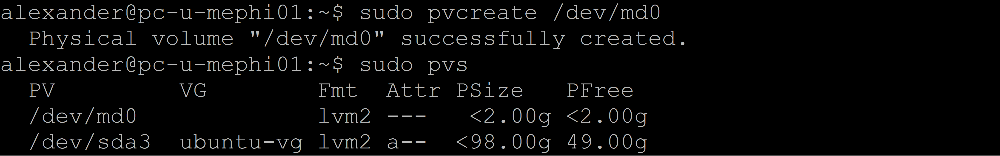 alexander@pc-u-mephi01:~$ sudo pvcreate /dev/md0
  Physical volume "/dev/md0" successfully created.
alexander@pc-u-mephi01:~$ sudo pvs
  PV         VG        Fmt  Attr PSize   PFree
  /dev/md0             lvm2 ---   <2.00g <2.00g
  /dev/sda3  ubuntu-vg lvm2 a--  <98.00g 49.00g